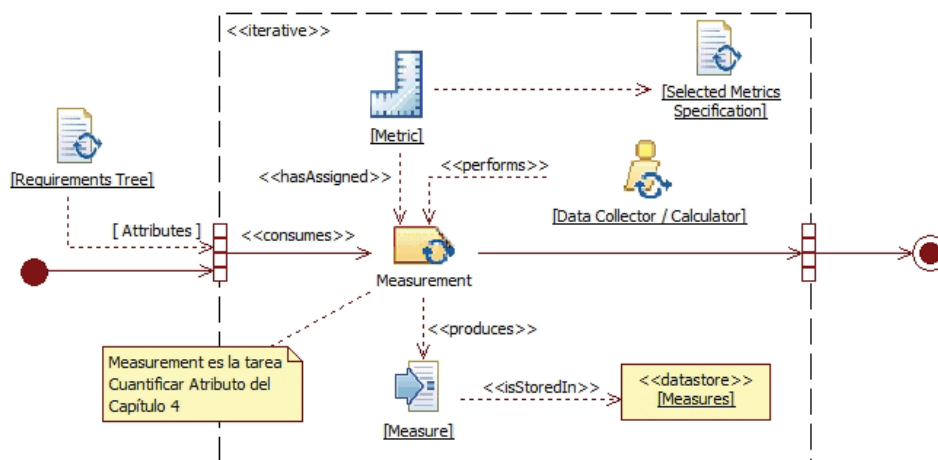 <<iterative>>
[Selected Metrics
Specification]
[Metric]
[Requirements Tree]
<<hasAssigned>>
<<performs>>
[Data Collector / Calculator]
[ Attributes ]
<<consumes>>
Measurement
<<produces>>
Measurement es la tarea
Cuantificar Atributo del
Capítulo 4
<<isStoredIn>>
<<datastore>>
[Measures]
[Measure]